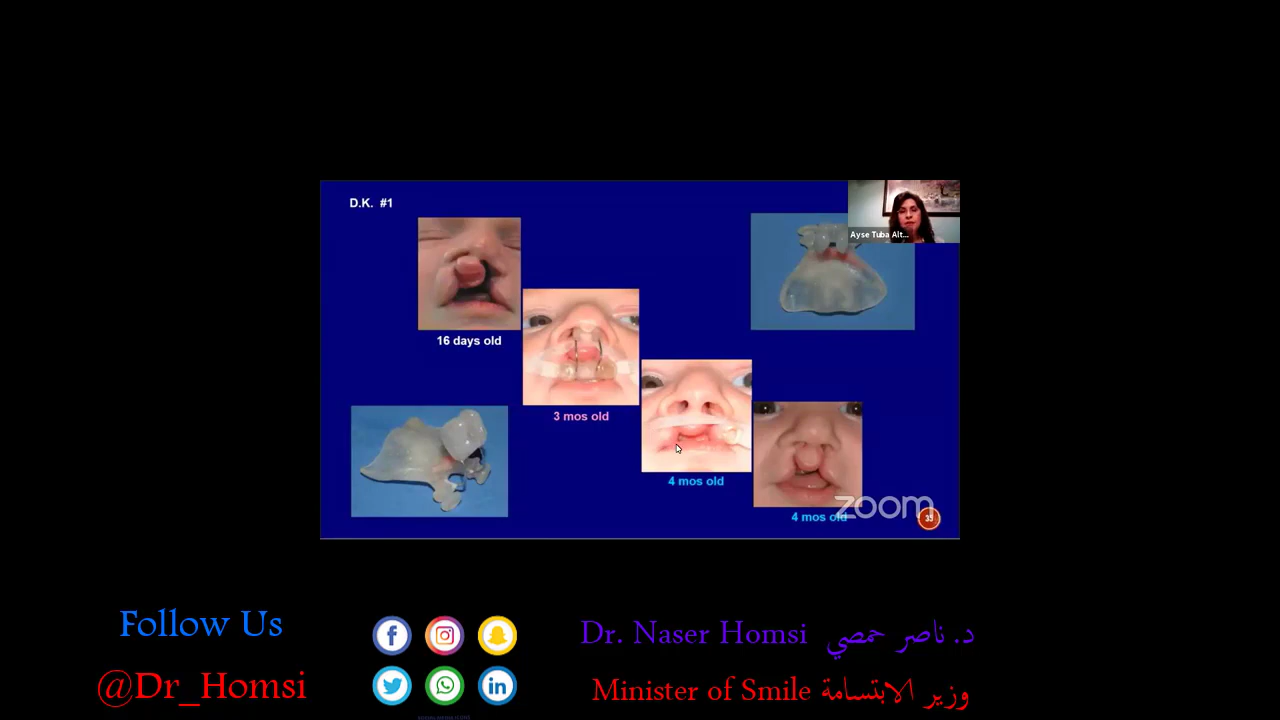 D.K. #1
Ayse Tuba Alt...
16 days old
3 mos old
4 mos old
4 mos old
zoom
35
Follow Us
Dr. Naser Homsi د. ناصر حمصي
@Dr_Homsi
Minister of Smile وزير الابتسامة